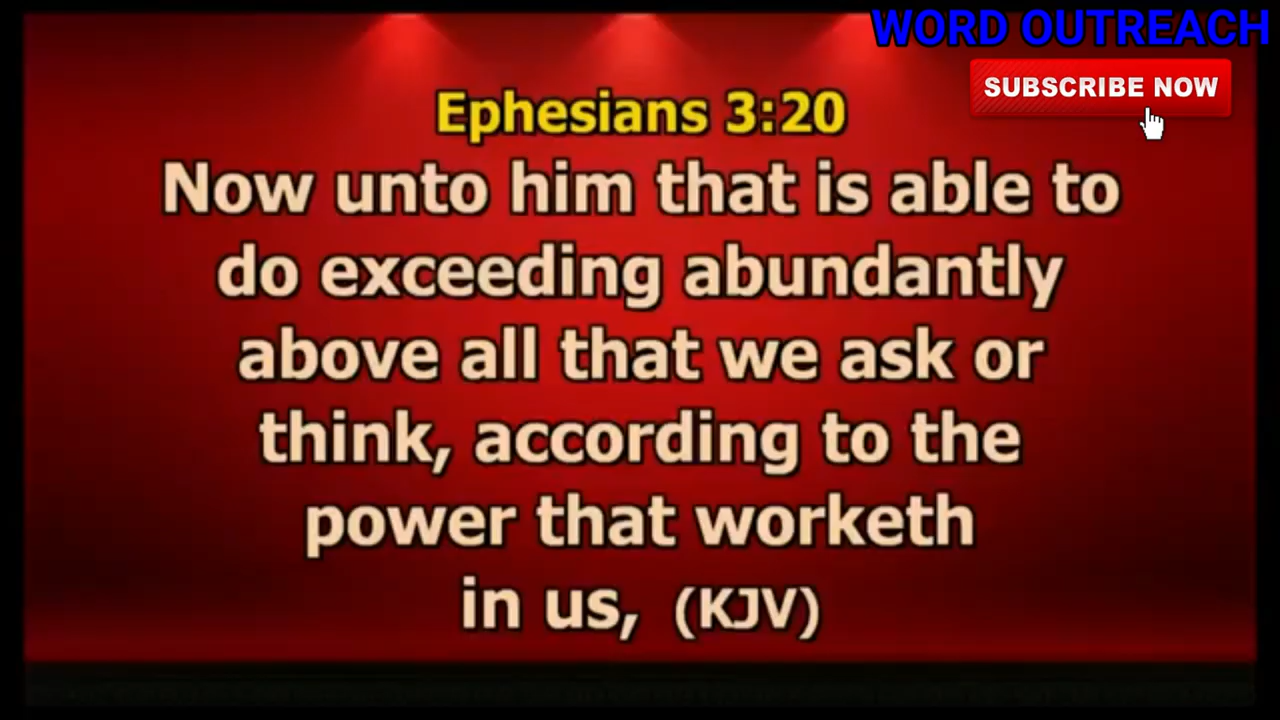 WORD OUTREACH
SUBSCRIBE NOW
Ephesians 3:20
Now unto him that is able to
do exceeding abundantly
above all that we ask or
think, according to the
power that worketh
in us, (KJV)